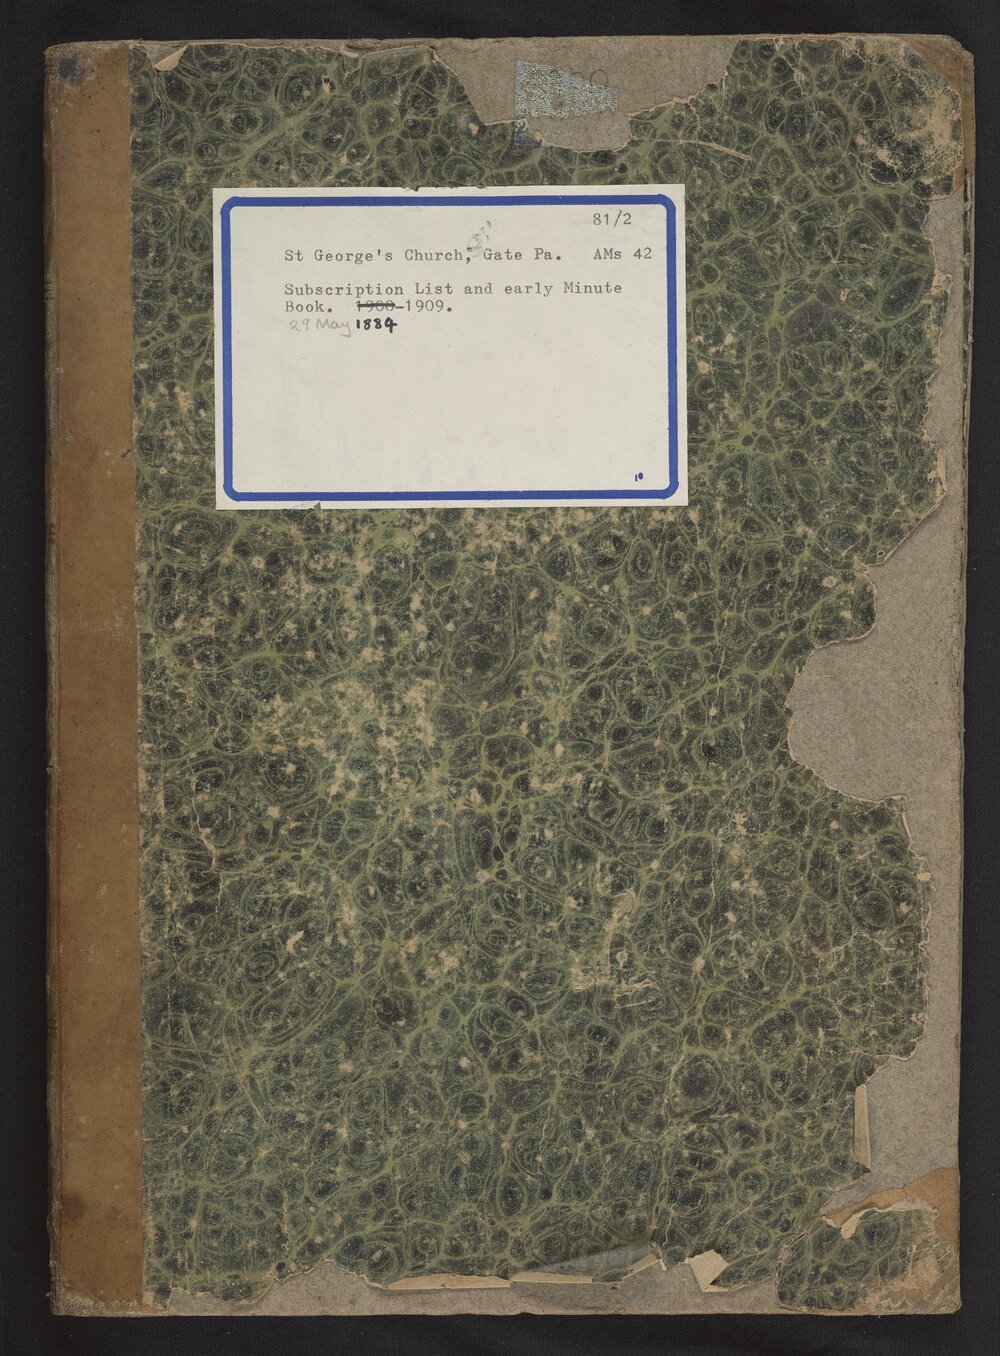 81/2
St George's Church, Gate Pa. AMs 42
Subscription List and early Minute
Book. 1900-1909.
29 May 1884